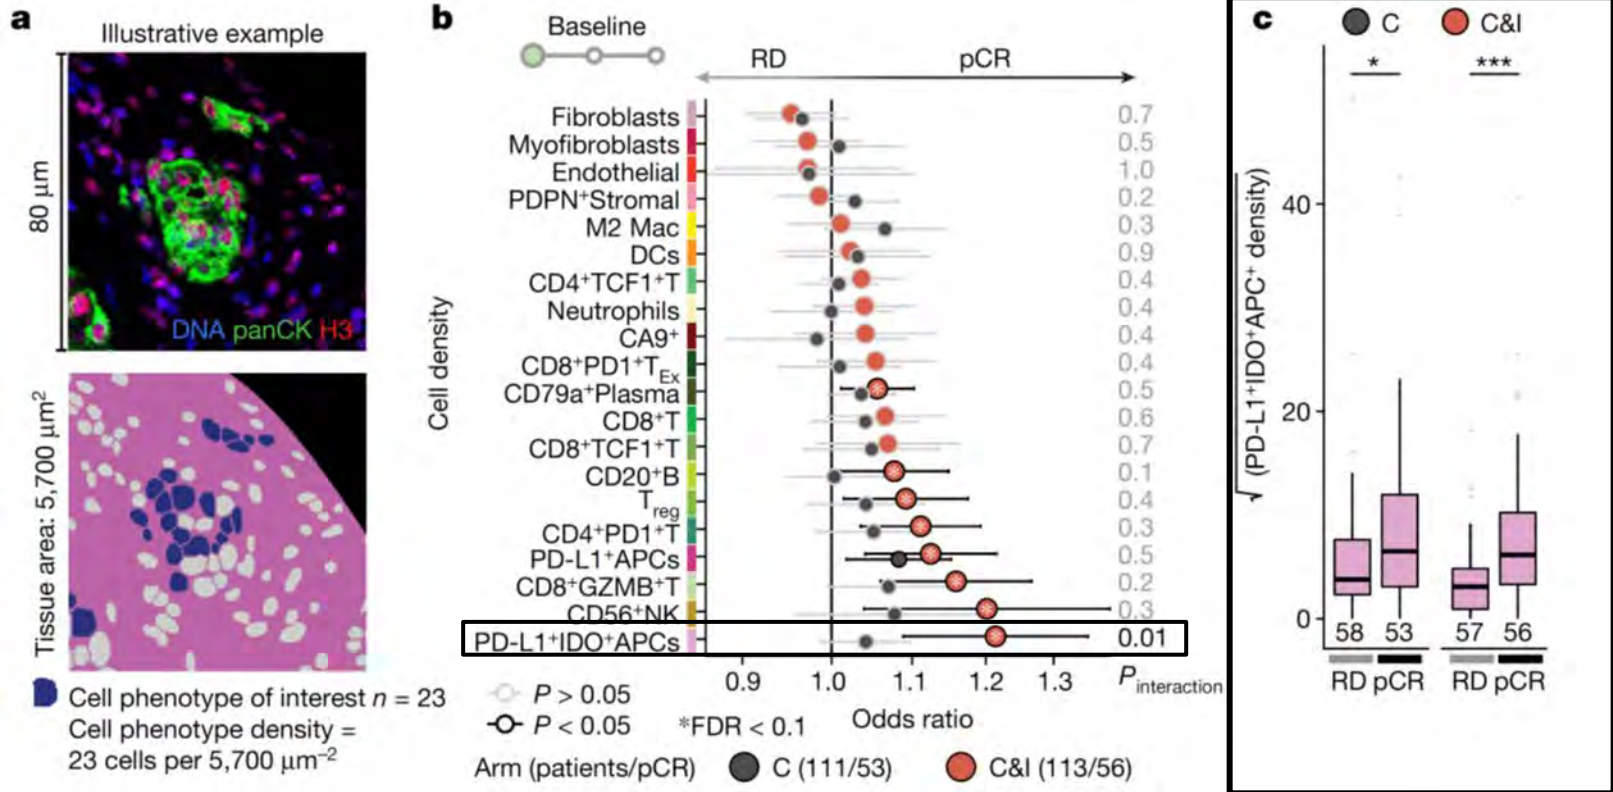 a
Illustrative example
80 μm
DNA panCK H3
Tissue area: 5,700 μm²
Cell phenotype of interest n = 23
Cell phenotype density =
23 cells per 5,700 μm⁻²
b
Baseline
RD pCR
Cell density
Fibroblasts 0.7
Myofibroblasts 0.5
Endothelial 1.0
PDPN⁺Stromal 0.2
M2 Mac 0.3
DCs 0.9
CD4⁺TCF1⁺T 0.4
Neutrophils 0.4
CA9⁺ 0.4
CD8⁺PD1⁺T_Ex 0.4
CD79a⁺Plasma 0.5
CD8⁺T 0.6
CD8⁺TCF1⁺T 0.7
CD20⁺B 0.1
T_reg 0.4
CD4⁺PD1⁺T 0.3
PD-L1⁺APCs 0.5
CD8⁺GZMB⁺T 0.2
CD56⁺NK 0.3
PD-L1⁺IDO⁺APCs 0.01
0.9 1.0 1.1 1.2 1.3 P_interaction
Odds ratio
P > 0.05
P < 0.05 *FDR < 0.1
Arm (patients/pCR) C (111/53) C&I (113/56)
c
C C&I
* ***
√(PD-L1⁺IDO⁺APC⁺ density)
40
20
0
58 53 57 56
RD pCR RD pCR